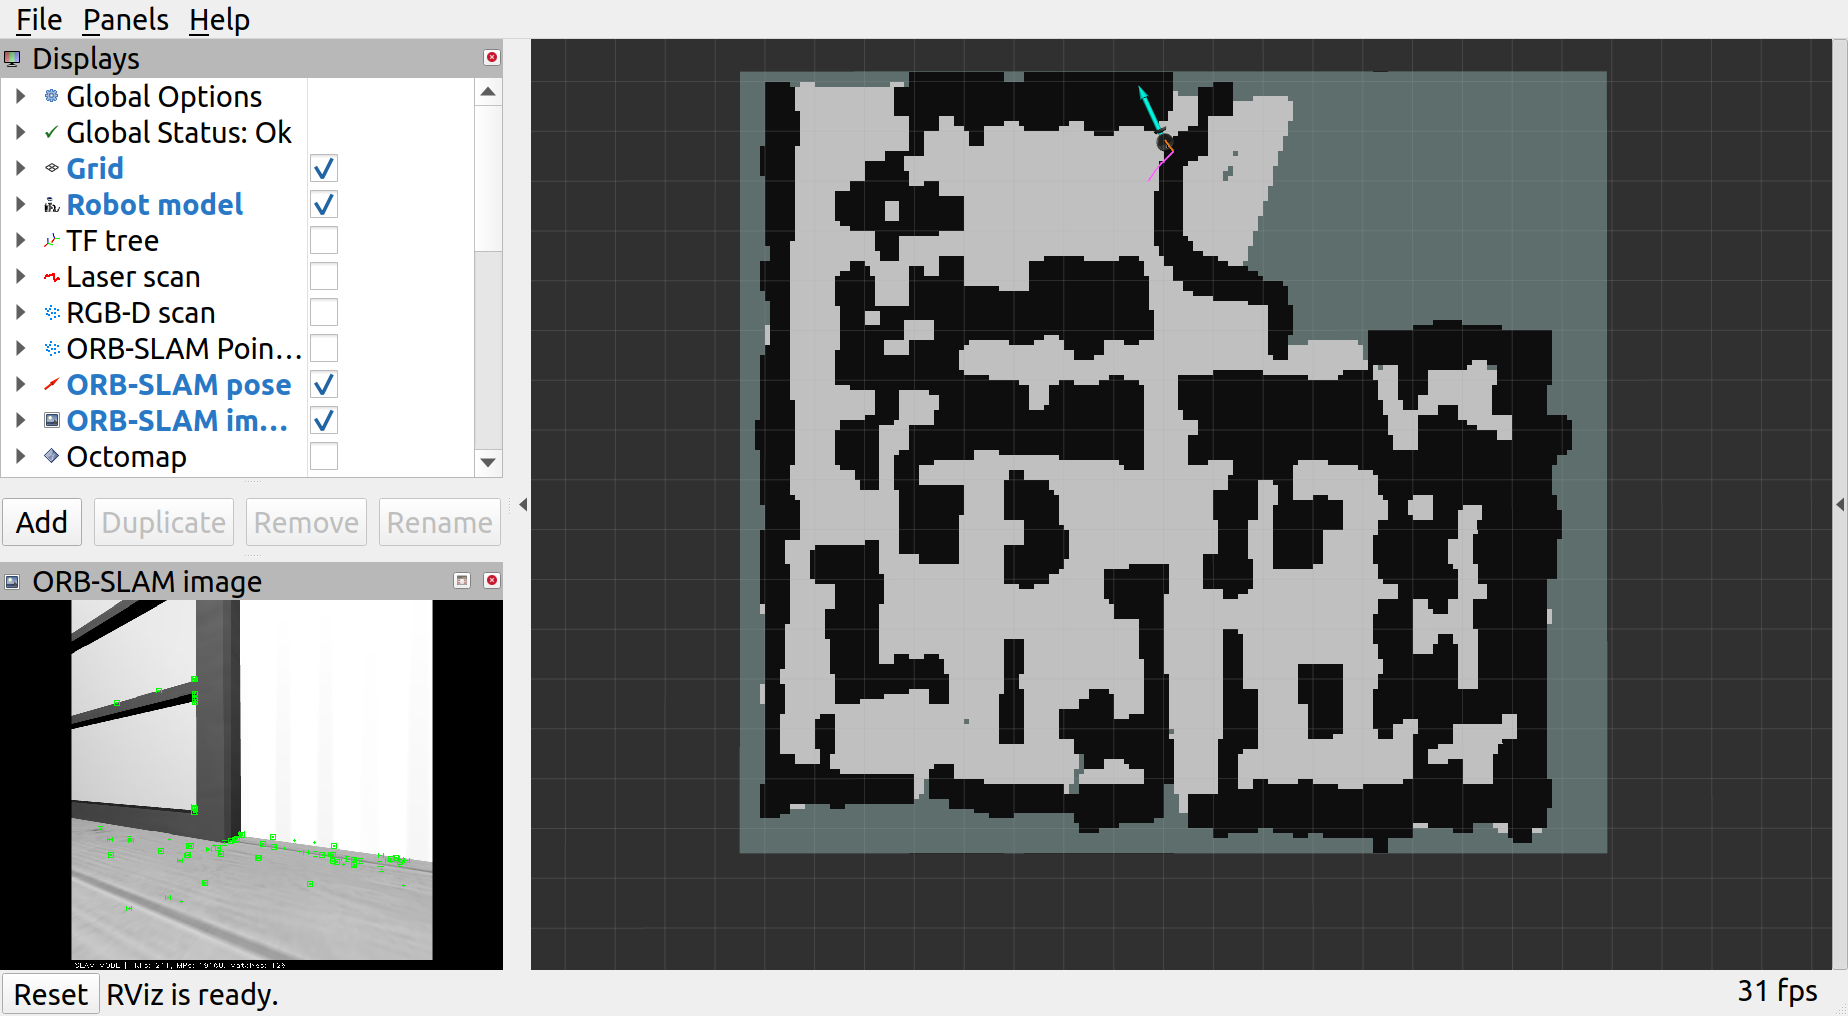 File Panels Help
Displays
Global Options
Global Status: Ok
Grid
Robot model
TF tree
Laser scan
RGB-D scan
ORB-SLAM Poin...
ORB-SLAM pose
ORB-SLAM im...
Octomap
Add Duplicate Remove Rename
ORB-SLAM image
Reset RViz is ready.
31 fps